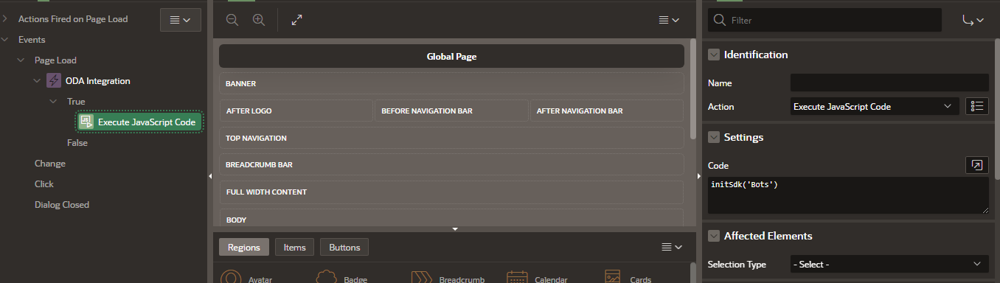 Actions Fired on Page Load
Events
Page Load
ODA Integration
True
Execute JavaScript Code
False
Change
Click
Dialog Closed
Global Page
BANNER
AFTER LOGO
BEFORE NAVIGATION BAR
AFTER NAVIGATION BAR
TOP NAVIGATION
BREADCRUMB BAR
FULL WIDTH CONTENT
BODY
Regions
Items
Buttons
Avatar
Badge
Breadcrumb
Calendar
Cards
Filter
Identification
Name
Action
Execute JavaScript Code
Settings
Code
initSdk('Bots')
Affected Elements
Selection Type
- Select -